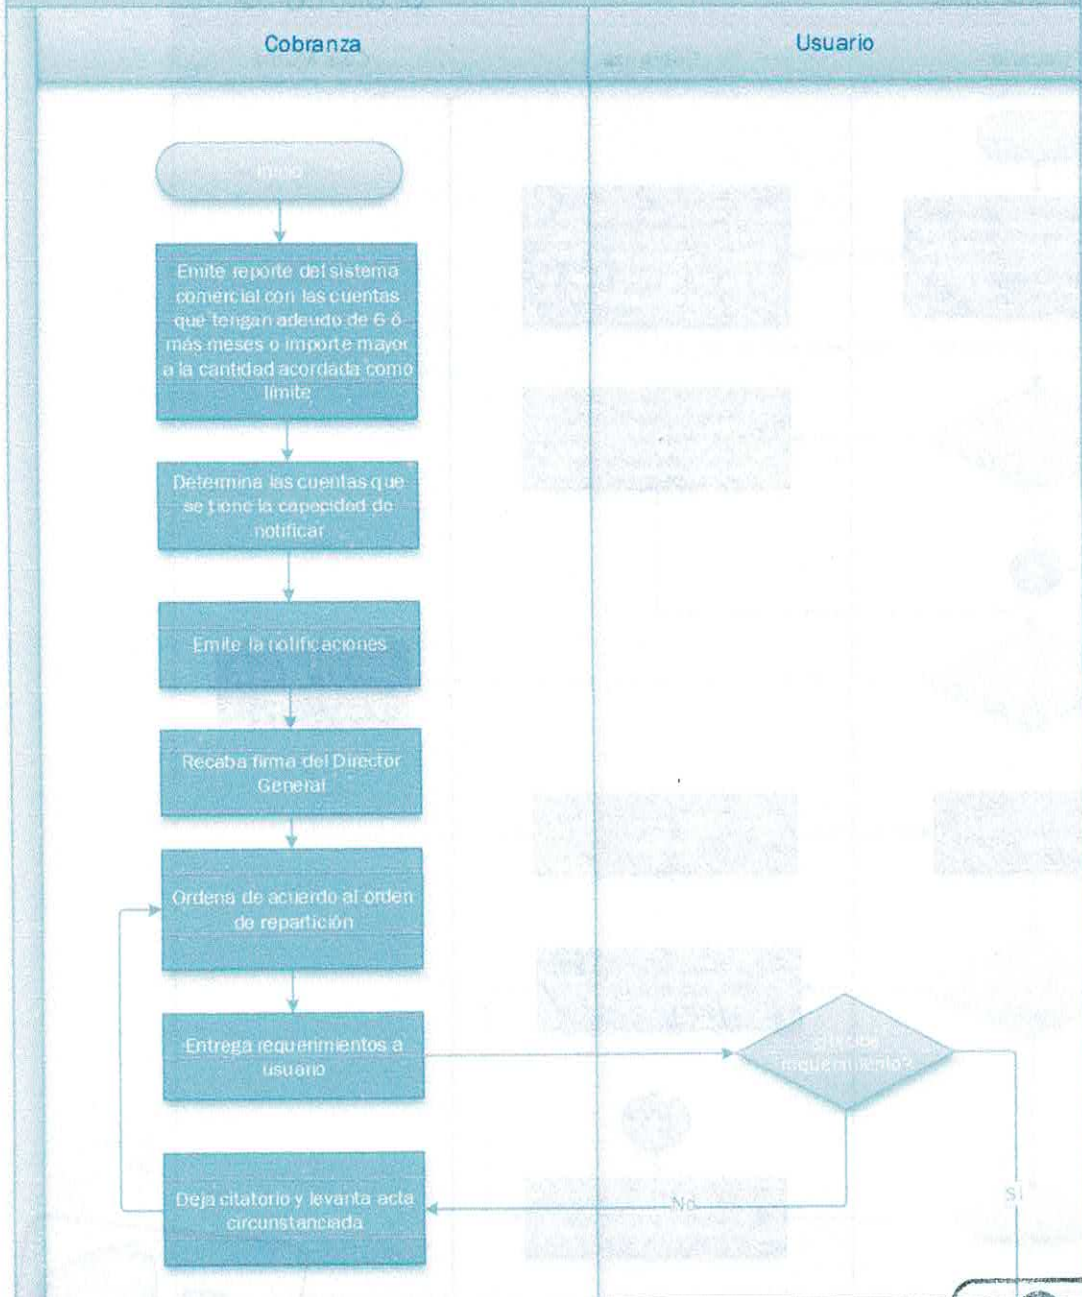 Cobranza
Usuario
Inicio
Emite reporte del sistema
comercial con las cuentas
que tengan adeudo de 6 ó
más meses o importe mayor
a la cantidad acordada como
límite
Determina las cuentas que
se tiene la capacidad de
notificar
Emite la notificaciones
Recaba firma del Director
General
Ordena de acuerdo al orden
de repartición
Entrega requerimientos a
usuario
¿Recibe
requerimiento?
Deja citatorio y levanta acta
circunstanciada
No
Sí